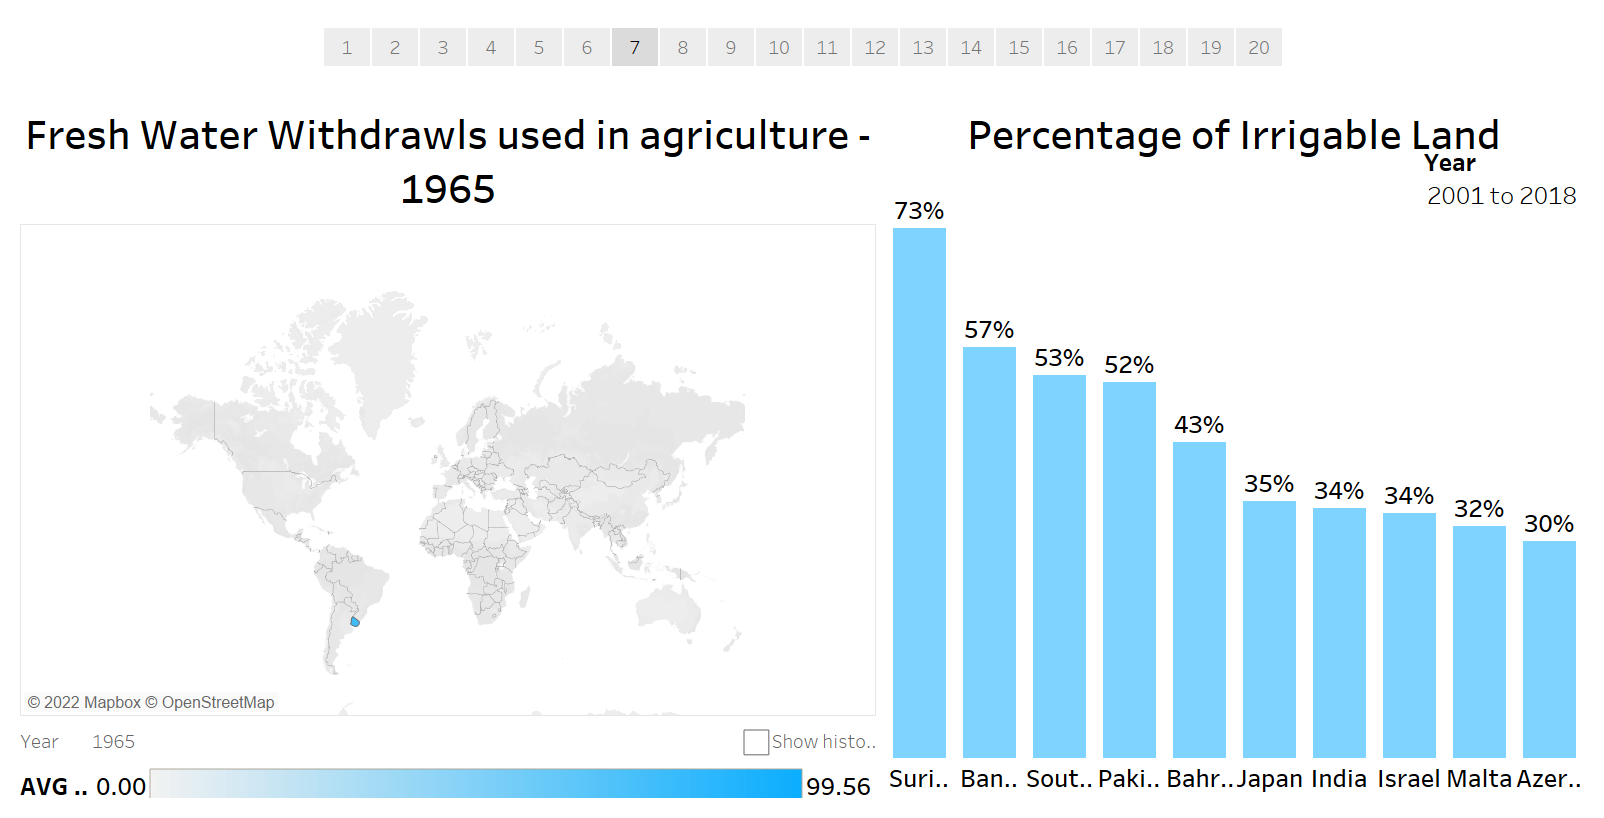 1 2 3 4 5 6 7 8 9 10 11 12 13 14 15 16 17 18 19 20
Fresh Water Withdrawls used in agriculture -
1965
© 2022 Mapbox © OpenStreetMap
Year 1965
Show histo..
AVG .. 0.00 99.56
Percentage of Irrigable Land
Year
2001 to 2018
73%
57%
53%
52%
43%
35%
34%
34%
32%
30%
Suri.. Ban.. Sout.. Paki.. Bahr.. Japan India Israel Malta Azer..